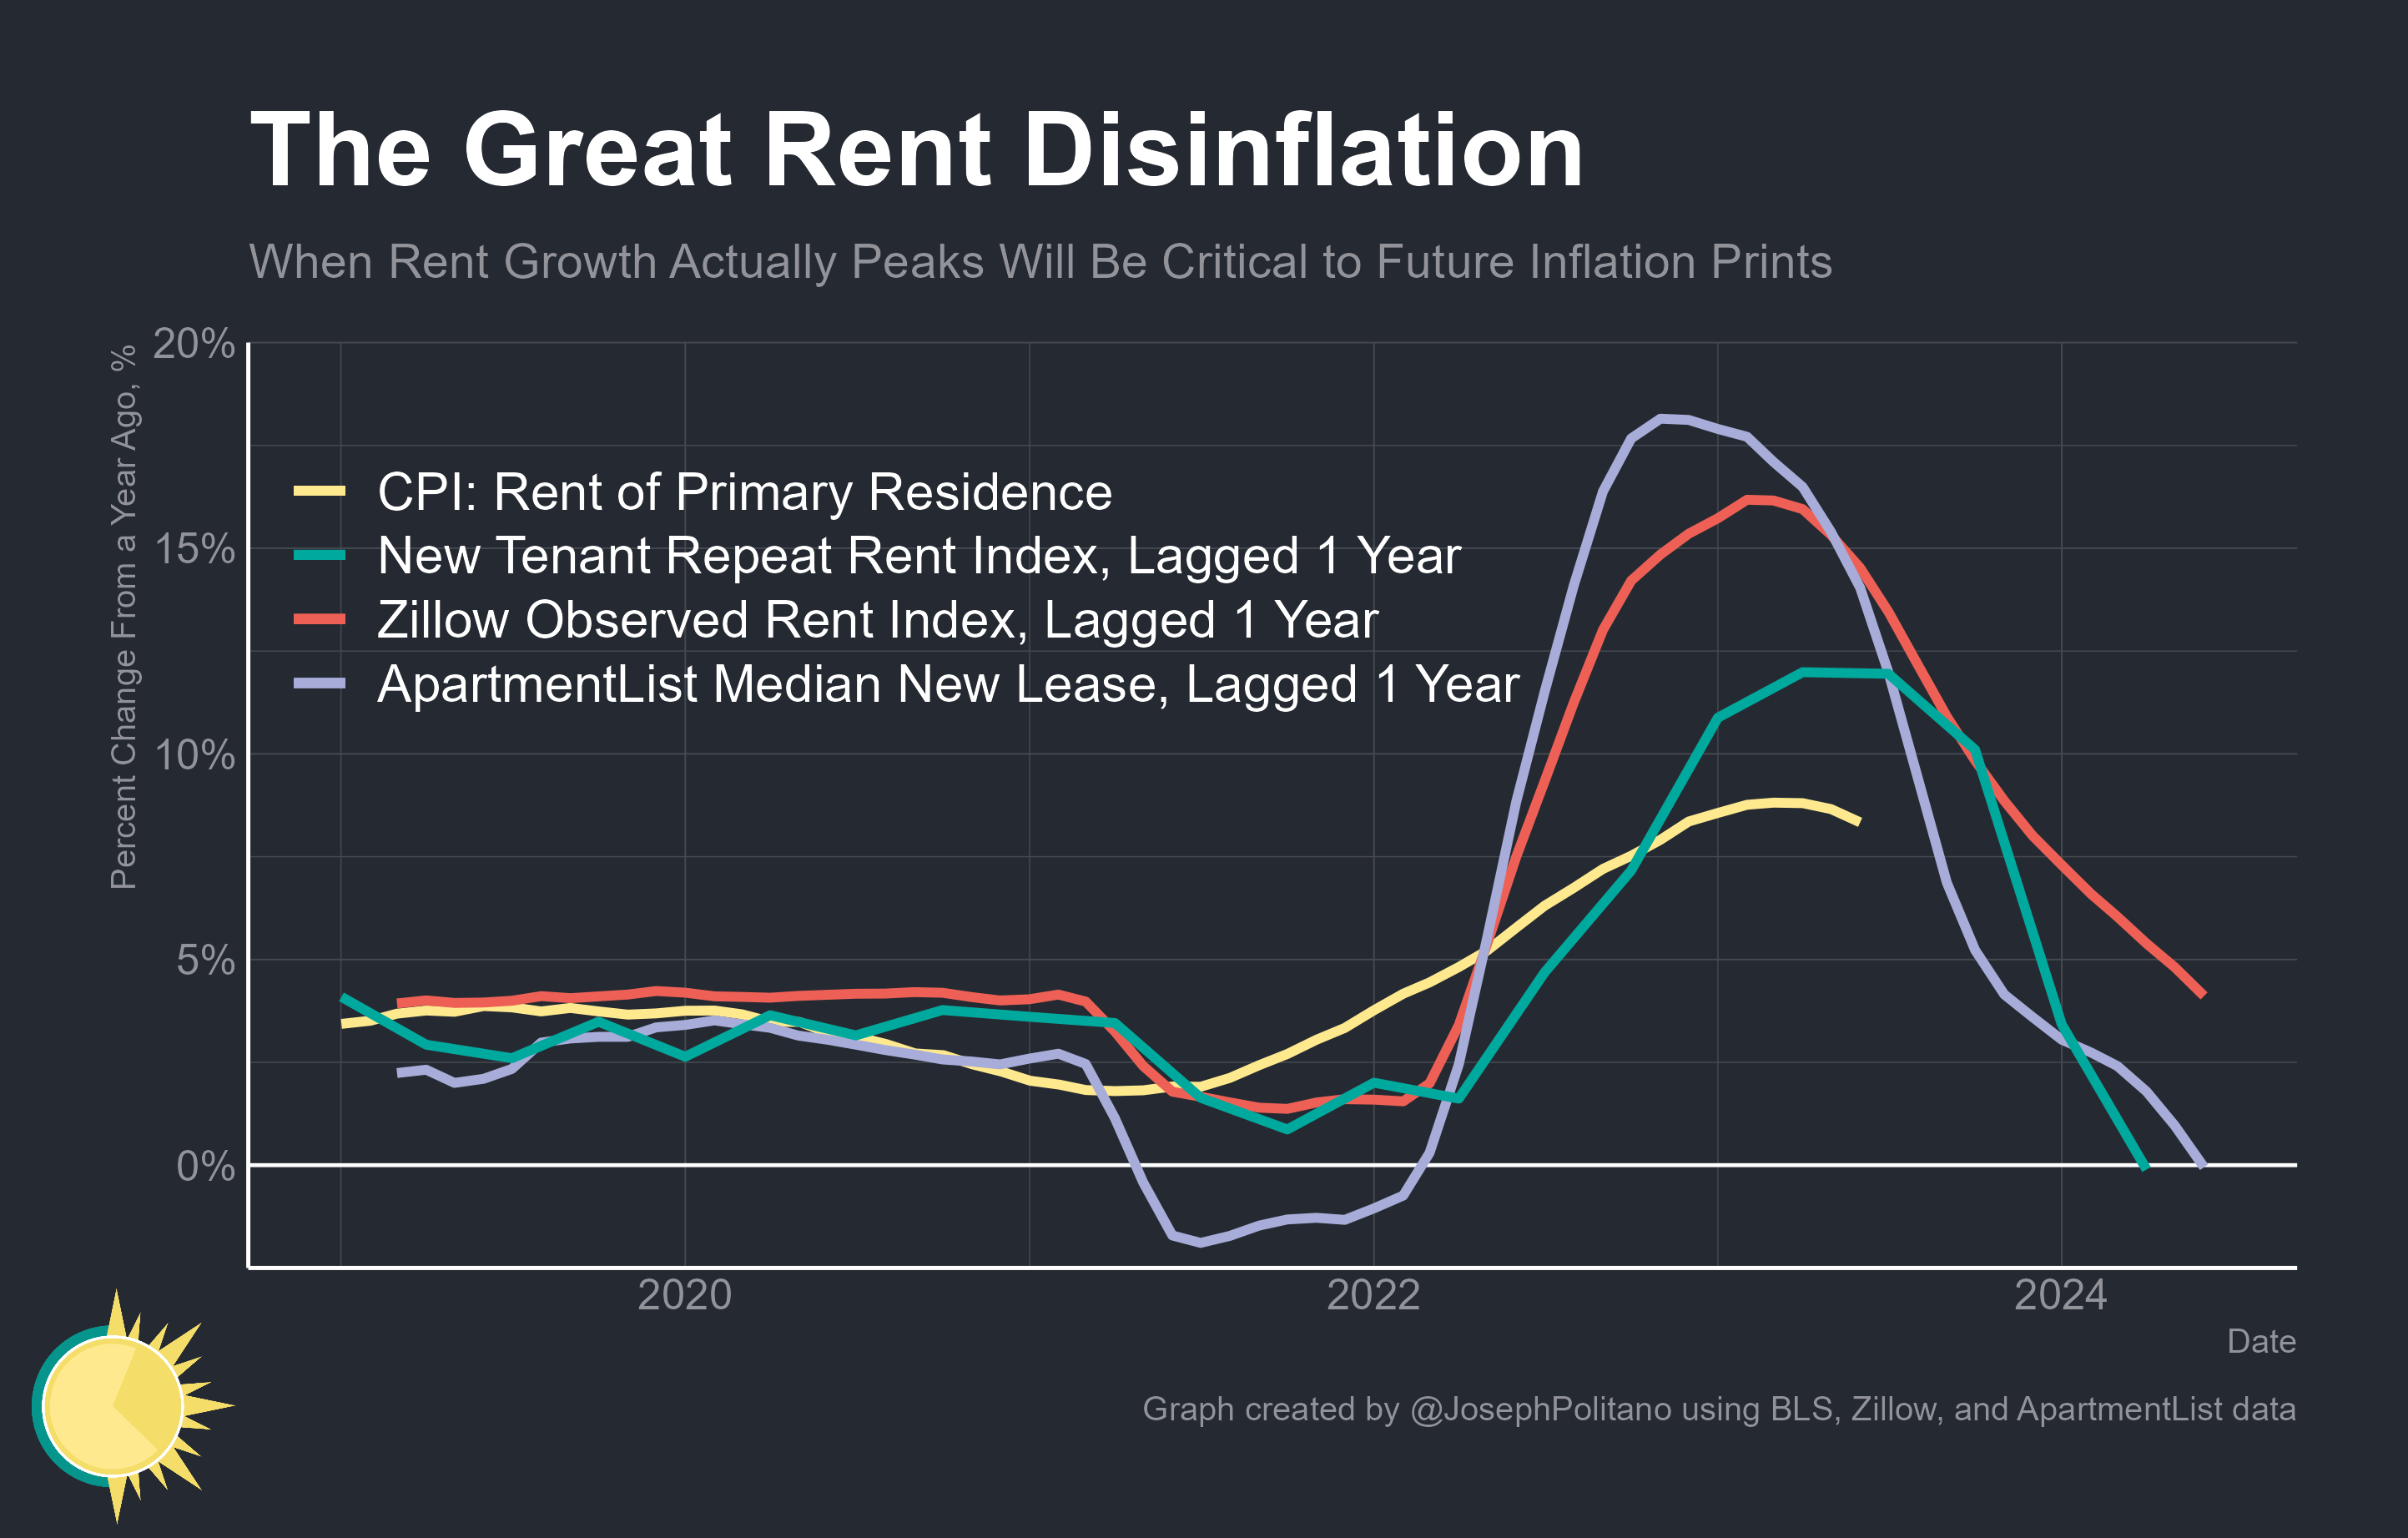 The Great Rent Disinflation
When Rent Growth Actually Peaks Will Be Critical to Future Inflation Prints
Percent Change From a Year Ago, %
20%
15%
10%
5%
0%
CPI: Rent of Primary Residence
New Tenant Repeat Rent Index, Lagged 1 Year
Zillow Observed Rent Index, Lagged 1 Year
ApartmentList Median New Lease, Lagged 1 Year
2020
2022
2024
Date
Graph created by @JosephPolitano using BLS, Zillow, and ApartmentList data